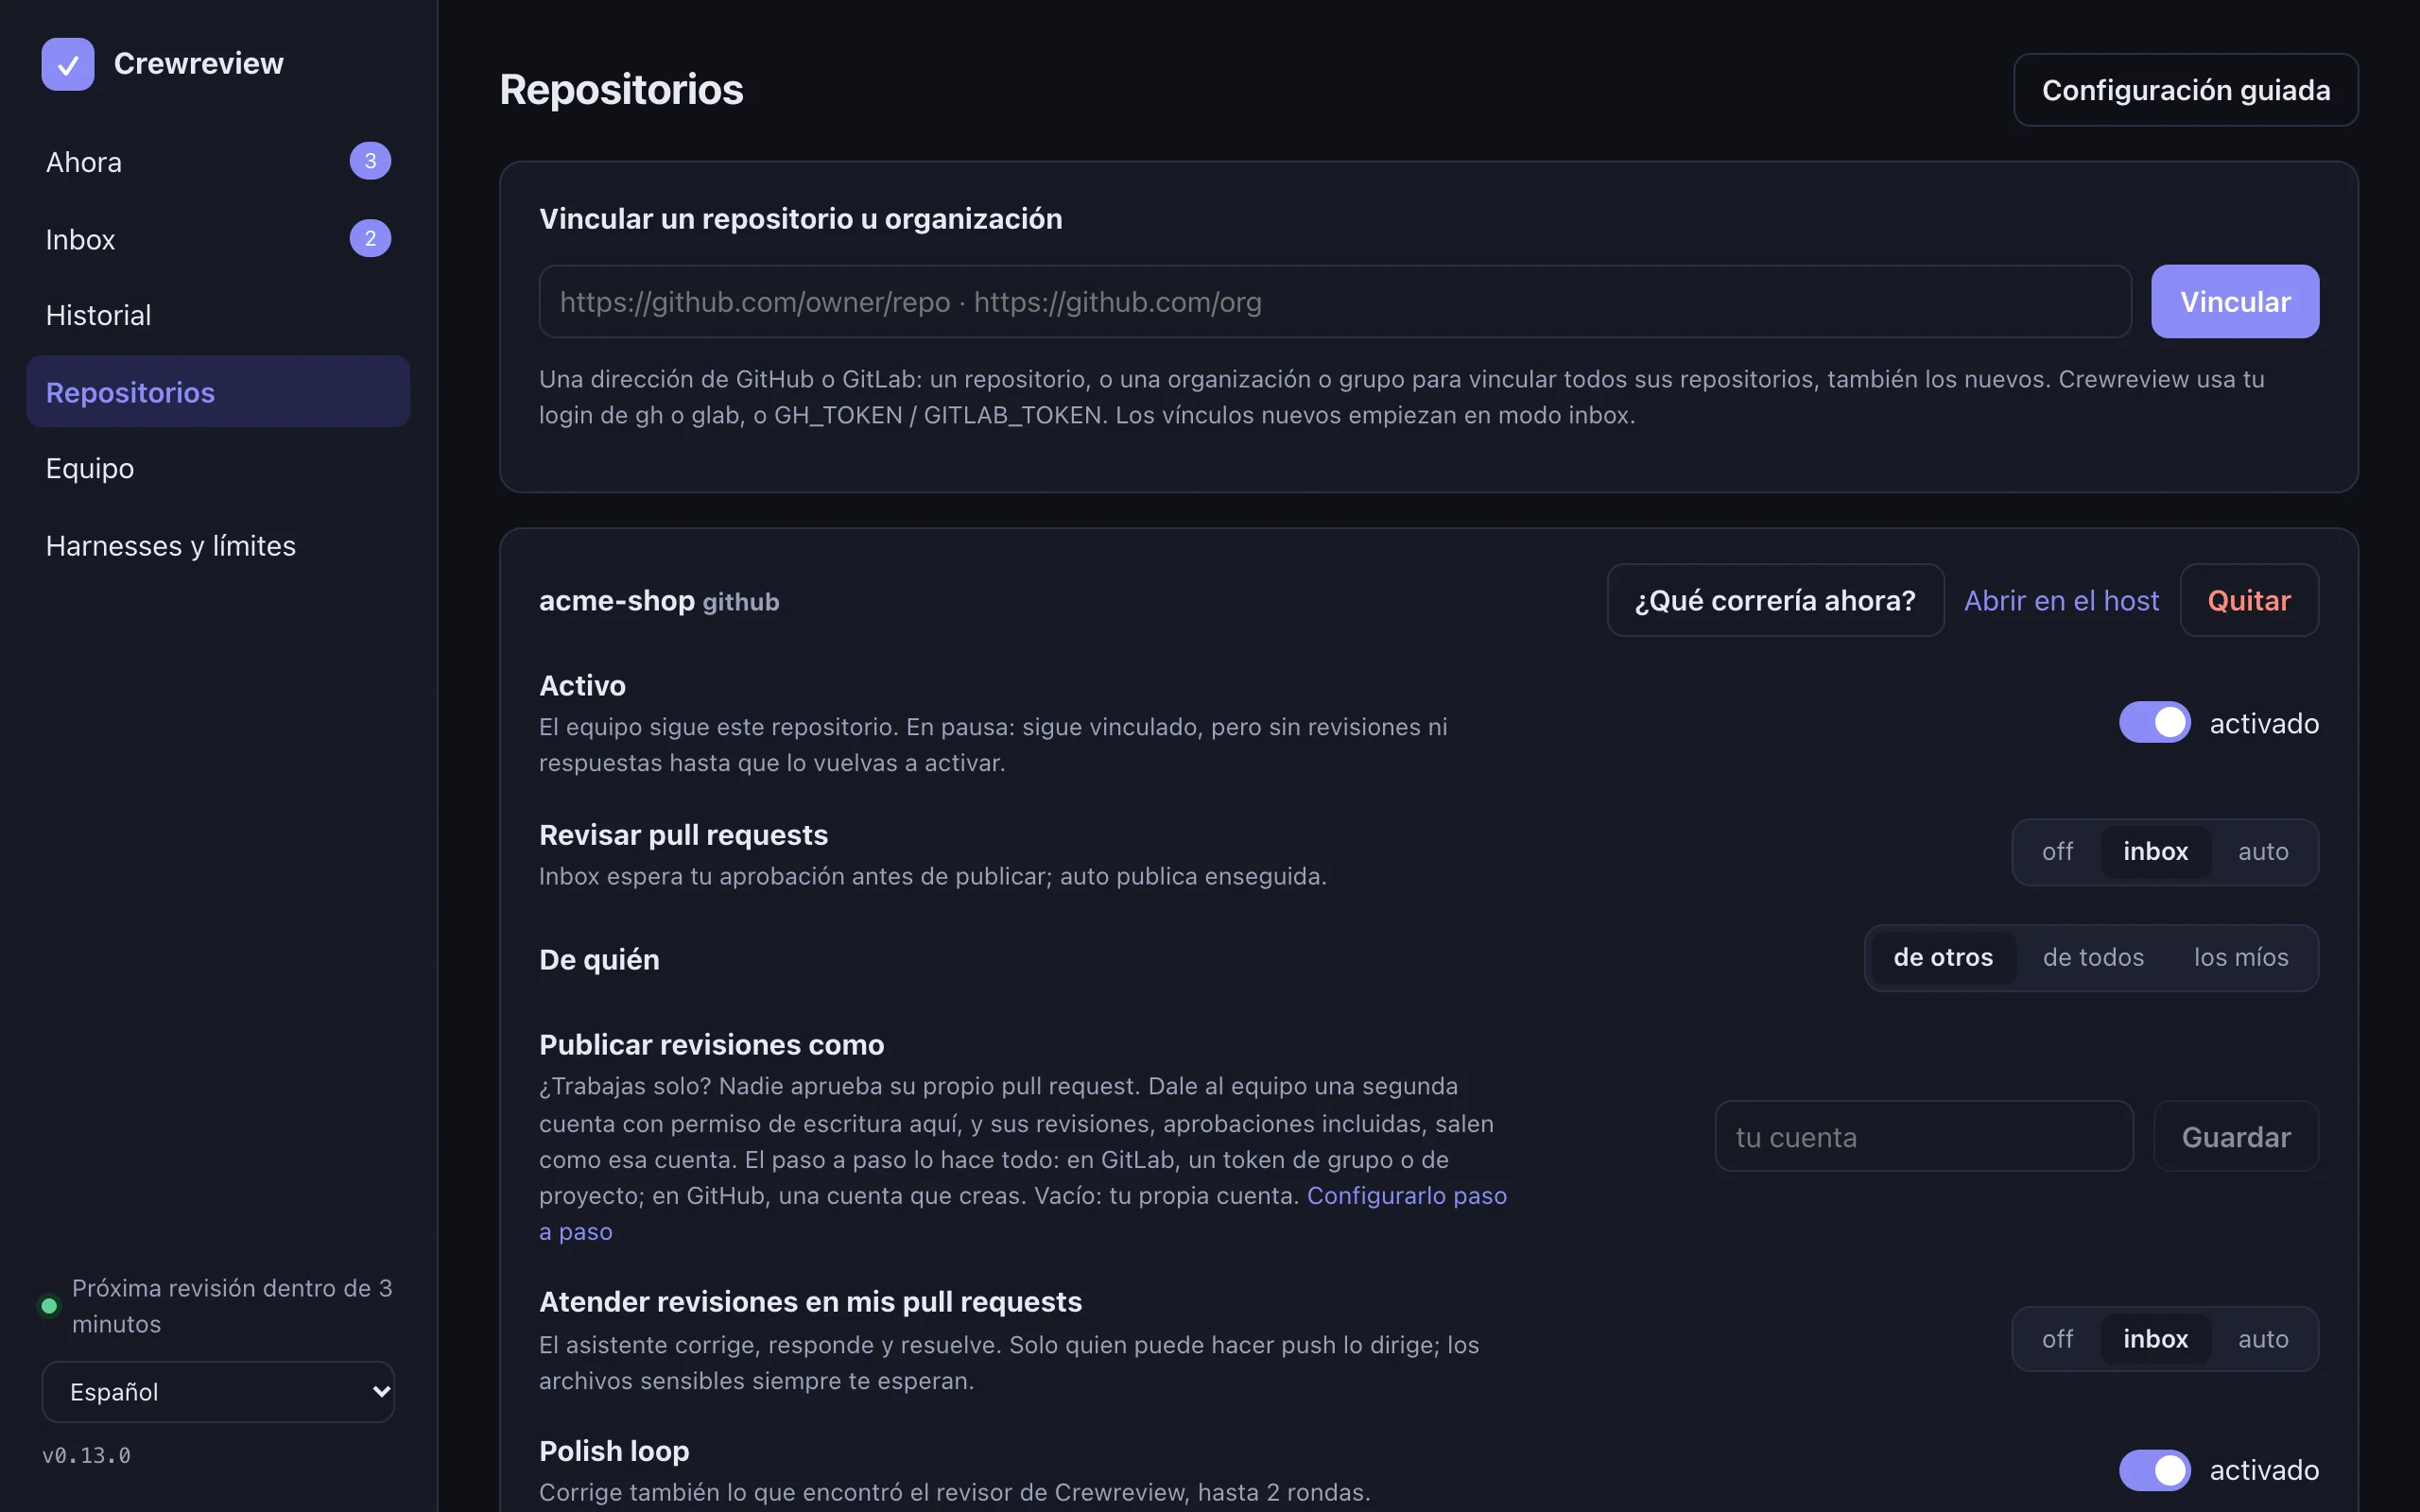 Crewreview
Ahora 3
Inbox 2
Historial
Repositorios
Equipo
Harnesses y límites
Próxima revisión dentro de 3
minutos
Español
v0.13.0
Repositorios
Configuración guiada
Vincular un repositorio u organización
https://github.com/owner/repo · https://github.com/org
Vincular
Una dirección de GitHub o GitLab: un repositorio, o una organización o grupo para vincular todos sus repositorios, también los nuevos. Crewreview usa tu
login de gh o glab, o GH_TOKEN / GITLAB_TOKEN. Los vínculos nuevos empiezan en modo inbox.
acme-shop github
¿Qué correría ahora? Abrir en el host Quitar
Activo
El equipo sigue este repositorio. En pausa: sigue vinculado, pero sin revisiones ni
respuestas hasta que lo vuelvas a activar.
activado
Revisar pull requests
Inbox espera tu aprobación antes de publicar; auto publica enseguida.
off inbox auto
De quién
de otros de todos los míos
Publicar revisiones como
¿Trabajas solo? Nadie aprueba su propio pull request. Dale al equipo una segunda
cuenta con permiso de escritura aquí, y sus revisiones, aprobaciones incluidas, salen
como esa cuenta. El paso a paso lo hace todo: en GitLab, un token de grupo o de
proyecto; en GitHub, una cuenta que creas. Vacío: tu propia cuenta. Configurarlo paso
a paso
tu cuenta
Guardar
Atender revisiones en mis pull requests
El asistente corrige, responde y resuelve. Solo quien puede hacer push lo dirige; los
archivos sensibles siempre te esperan.
off inbox auto
Polish loop
Corrige también lo que encontró el revisor de Crewreview, hasta 2 rondas.
activado